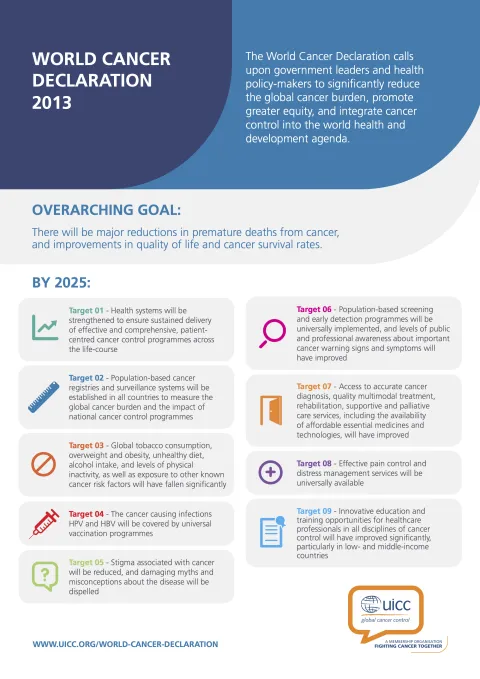 WORLD CANCER
DECLARATION
2013
The World Cancer Declaration calls
upon government leaders and health
policy-makers to significantly reduce
the global cancer burden, promote
greater equity, and integrate cancer
control into the world health and
development agenda.
OVERARCHING GOAL:
There will be major reductions in premature deaths from cancer,
and improvements in quality of life and cancer survival rates.
BY 2025:
Target 01 - Health systems will be
strengthened to ensure sustained delivery
of effective and comprehensive, patient-
centred cancer control programmes across
the life-course
Target 02 - Population-based cancer
registries and surveillance systems will be
established in all countries to measure the
global cancer burden and the impact of
national cancer control programmes
Target 03 - Global tobacco consumption,
overweight and obesity, unhealthy diet,
alcohol intake, and levels of physical
inactivity, as well as exposure to other known
cancer risk factors will have fallen significantly
Target 04 - The cancer causing infections
HPV and HBV will be covered by universal
vaccination programmes
Target 05 - Stigma associated with cancer
will be reduced, and damaging myths and
misconceptions about the disease will be
dispelled
Target 06 - Population-based screening
and early detection programmes will be
universally implemented, and levels of public
and professional awareness about important
cancer warning signs and symptoms will
have improved
Target 07 - Access to accurate cancer
diagnosis, quality multimodal treatment,
rehabilitation, supportive and palliative
care services, including the availability
of affordable essential medicines and
technologies, will have improved
Target 08 - Effective pain control and
distress management services will be
universally available
Target 09 - Innovative education and
training opportunities for healthcare
professionals in all disciplines of cancer
control will have improved significantly,
particularly in low- and middle-income
countries
uicc
global cancer control
A MEMBERSHIP ORGANISATION
FIGHTING CANCER TOGETHER
WWW.UICC.ORG/WORLD-CANCER-DECLARATION